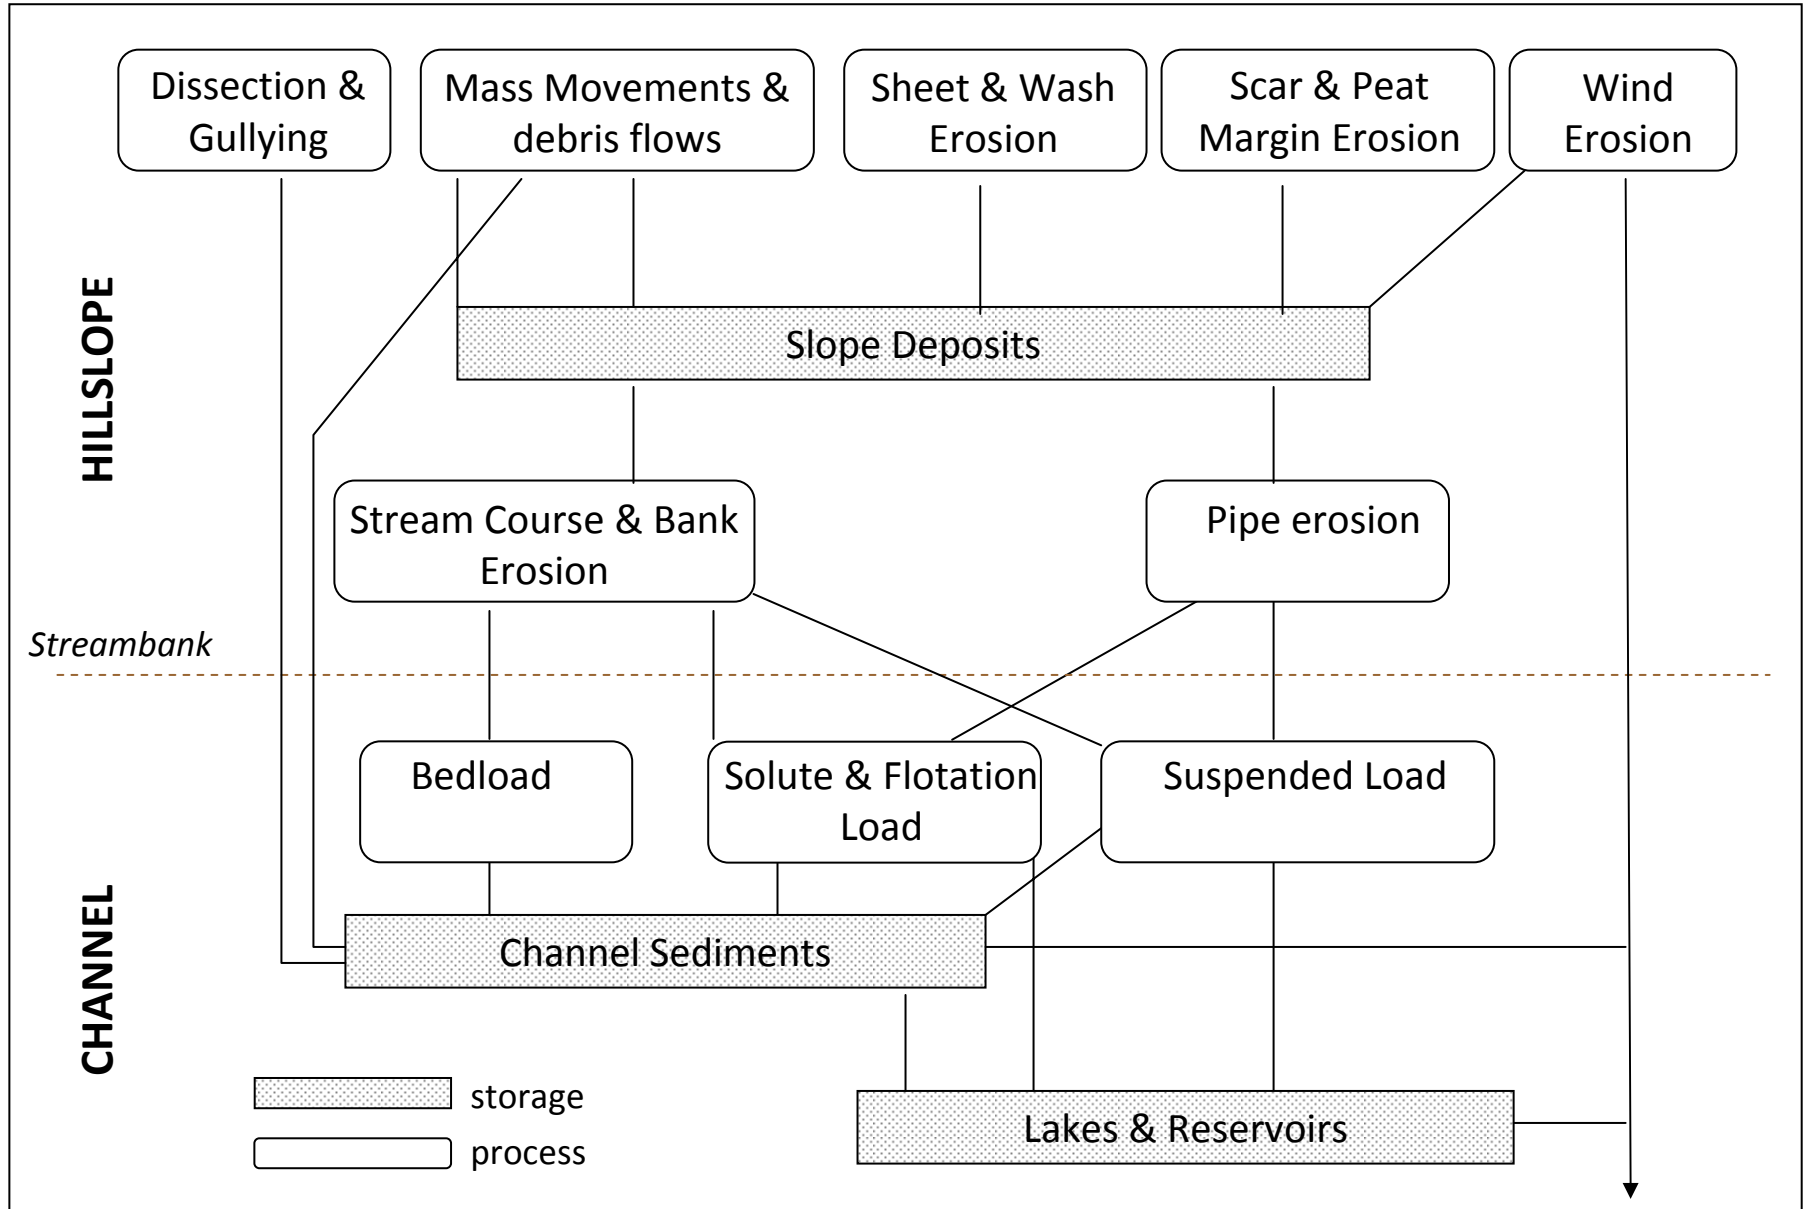 Dissection &
Gullying
Mass Movements &
debris flows
Sheet & Wash
Erosion
Scar & Peat
Margin Erosion
Wind
Erosion
HILLSLOPE
Slope Deposits
Stream Course & Bank
Erosion
Pipe erosion
Streambank
Bedload
Solute & Flotation
Load
Suspended Load
CHANNEL
Channel Sediments
storage
process
Lakes & Reservoirs